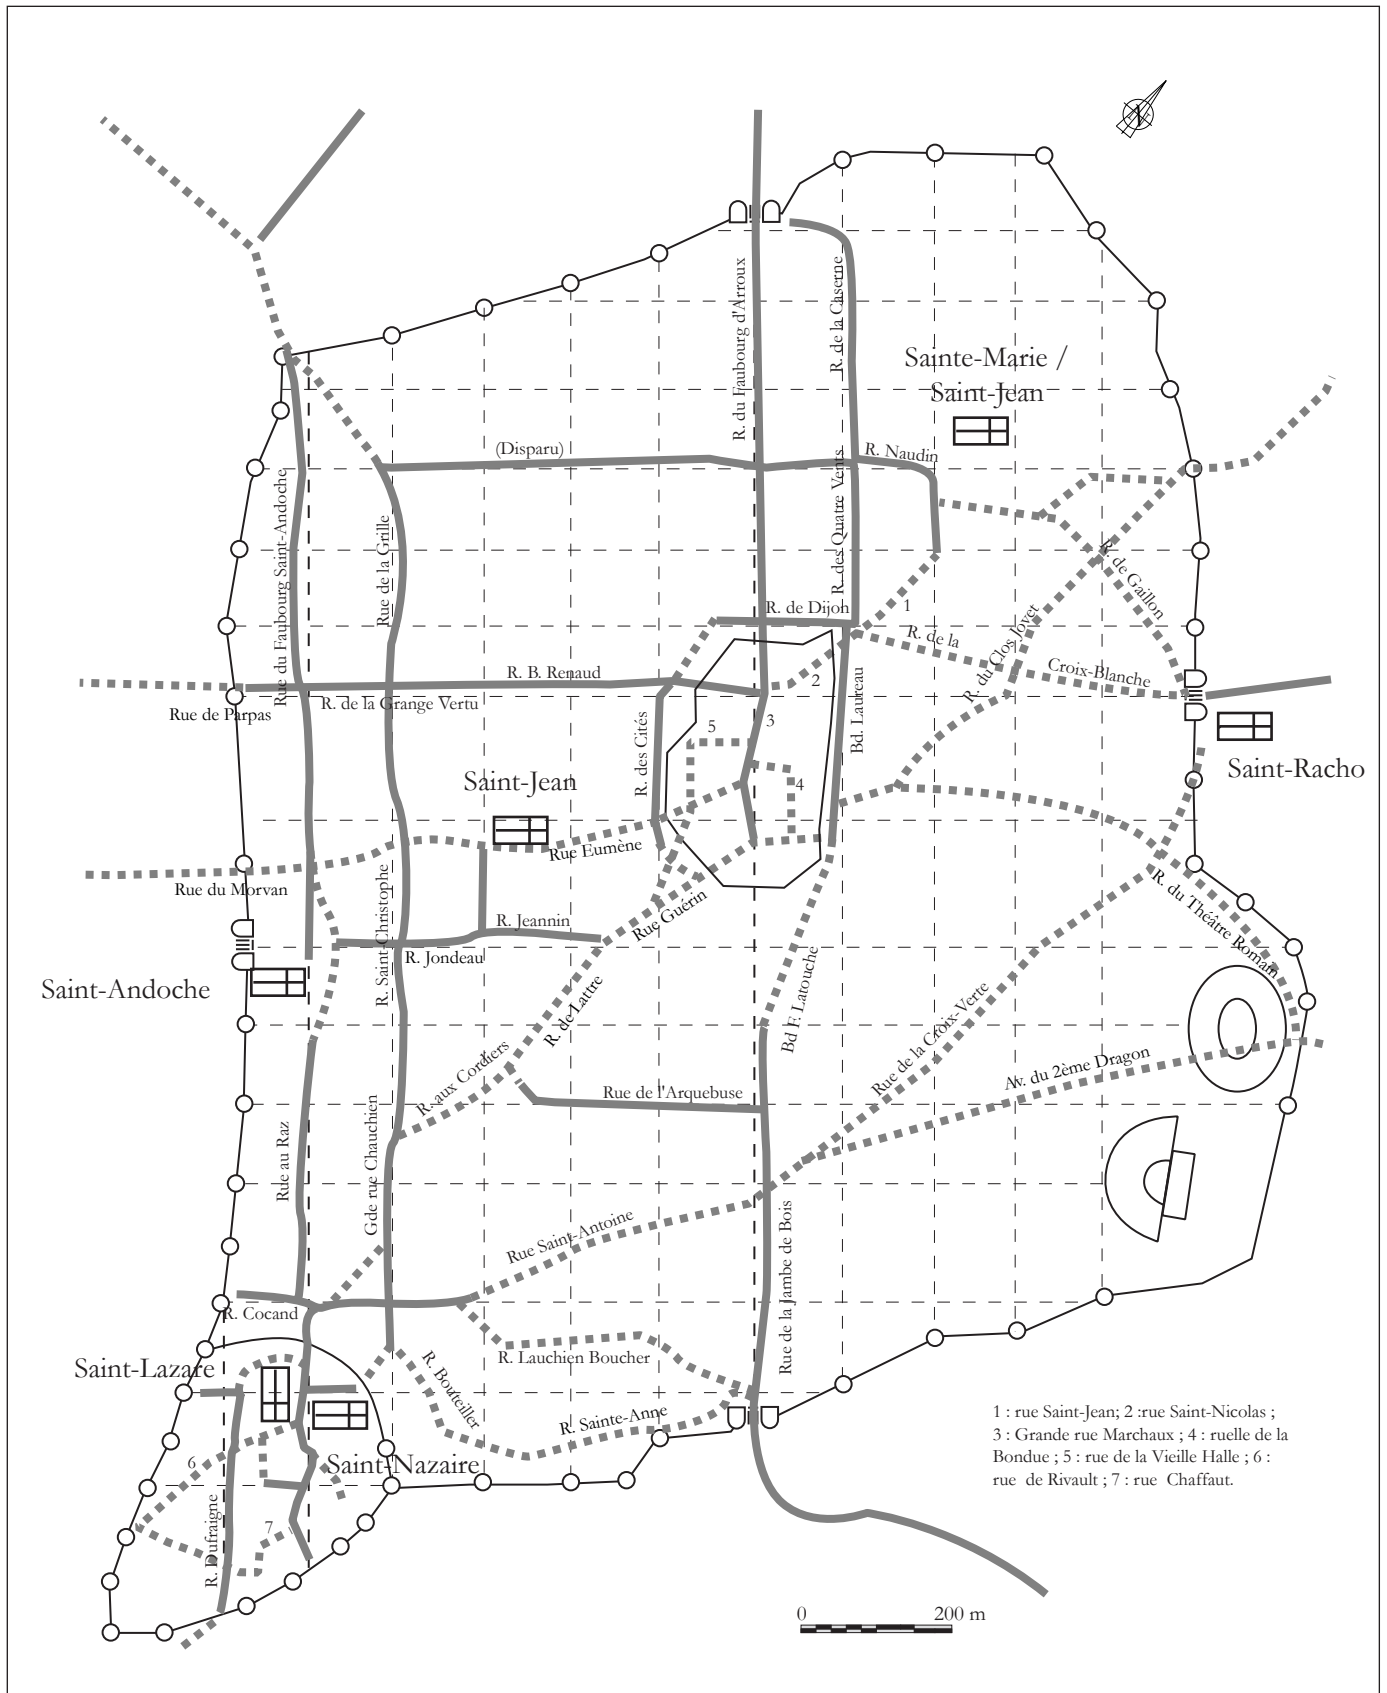 N
R. du Faubourg d'Arroux
R. de la Caserne
Sainte-Marie /
Saint-Jean
(Disparu)
R. Naudin
R. des Quatre Vents
Rue du Faubourg Saint-Andoche
Rue de la Grille
R. de Gaillon
R. de Dijon
1
R. de la
Croix-Blanche
R. du Clos Jovet
R. B. Renaud
2
Rue de Parpas
R. de la Grange Vertu
R. des Cités
5
3
Bd. Laureau
4
Saint-Jean
Saint-Racho
Rue Eumène
Rue du Morvan
R. Saint-Christophe
R. Jeannin
Rue Guérin
R. Jondeau
R. du Théâtre Romain
Saint-Andoche
R. de Lattre
Bd F. Latouche
Rue de la Croix-Verte
Av. du 2ème Dragon
R. aux Cordiers
Rue de l'Arquebuse
Rue au Raz
Gde rue Chauchien
Rue Saint-Antoine
Rue de la Jambe de Bois
R. Cocand
R. Lauchien Boucher
Saint-Lazare
R. Bouteiller
R. Sainte-Anne
Saint-Nazaire
6
7
R. Dufraigne
1 : rue Saint-Jean; 2 :rue Saint-Nicolas ;
3 : Grande rue Marchaux ; 4 : ruelle de la
Bondue ; 5 : rue de la Vieille Halle ; 6 :
rue de Rivault ; 7 : rue Chaffaut.
0 200 m